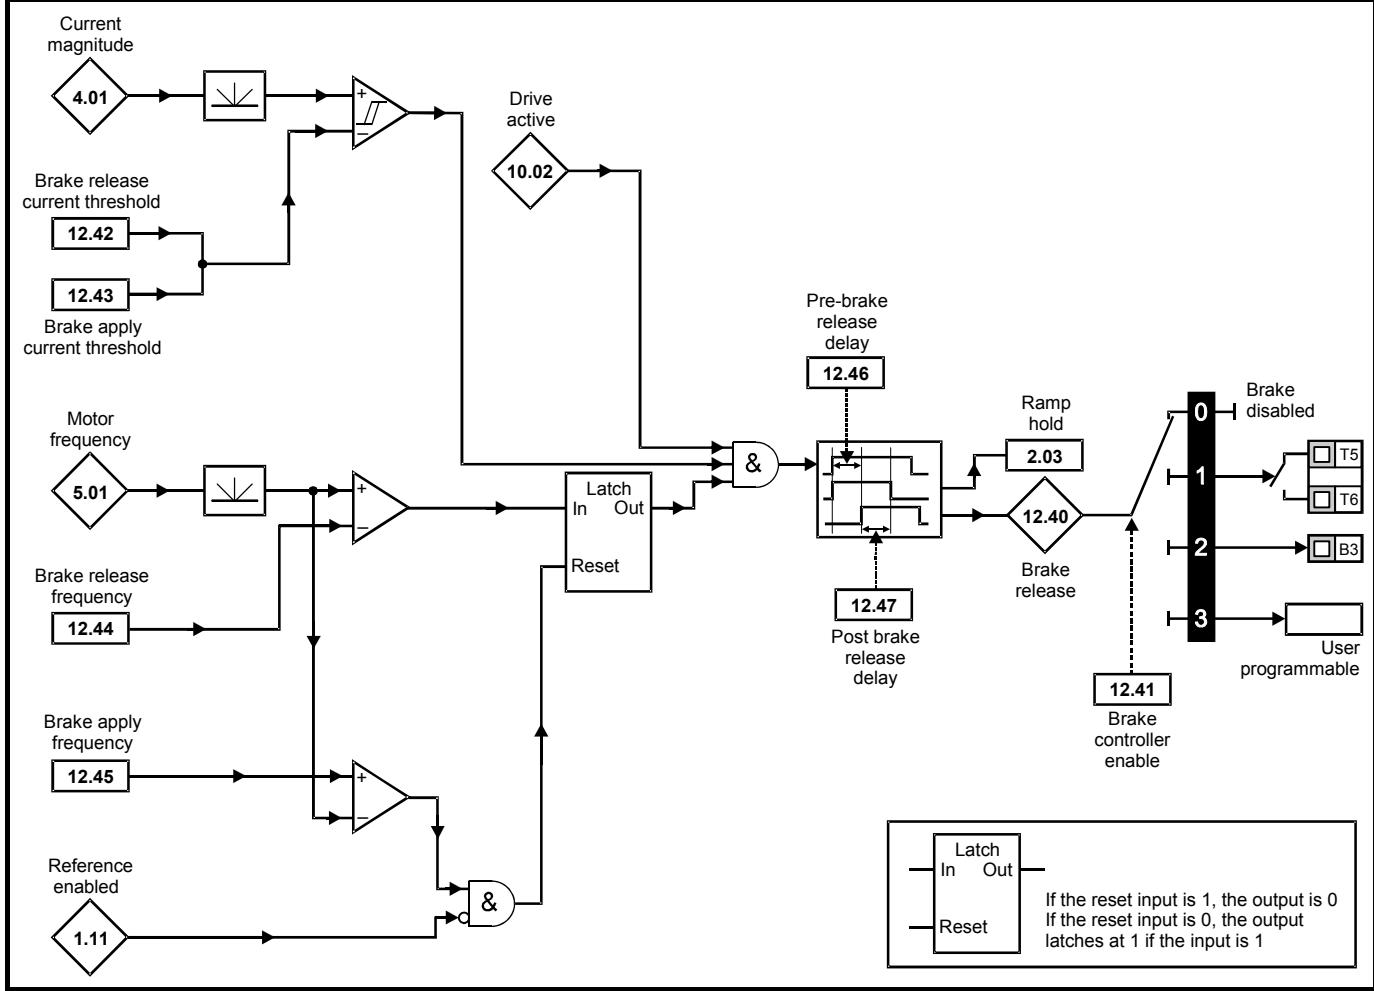 Current
magnitude
4.01
+
−
Brake release
current threshold
12.42
12.43
Brake apply
current threshold
Drive
active
10.02
Motor
frequency
5.01
+
−
Brake release
frequency
12.44
Latch
In Out
Reset
&
Pre-brake
release
delay
12.46
12.47
Post brake
release
delay
Ramp
hold
2.03
12.40
Brake
release
0
Brake
disabled
1
T5
T6
2
B3
3
User
programmable
12.41
Brake
controller
enable
Brake apply
frequency
12.45
+
−
Reference
enabled
1.11
&
Latch
In Out
Reset
If the reset input is 1, the output is 0
If the reset input is 0, the output
latches at 1 if the input is 1